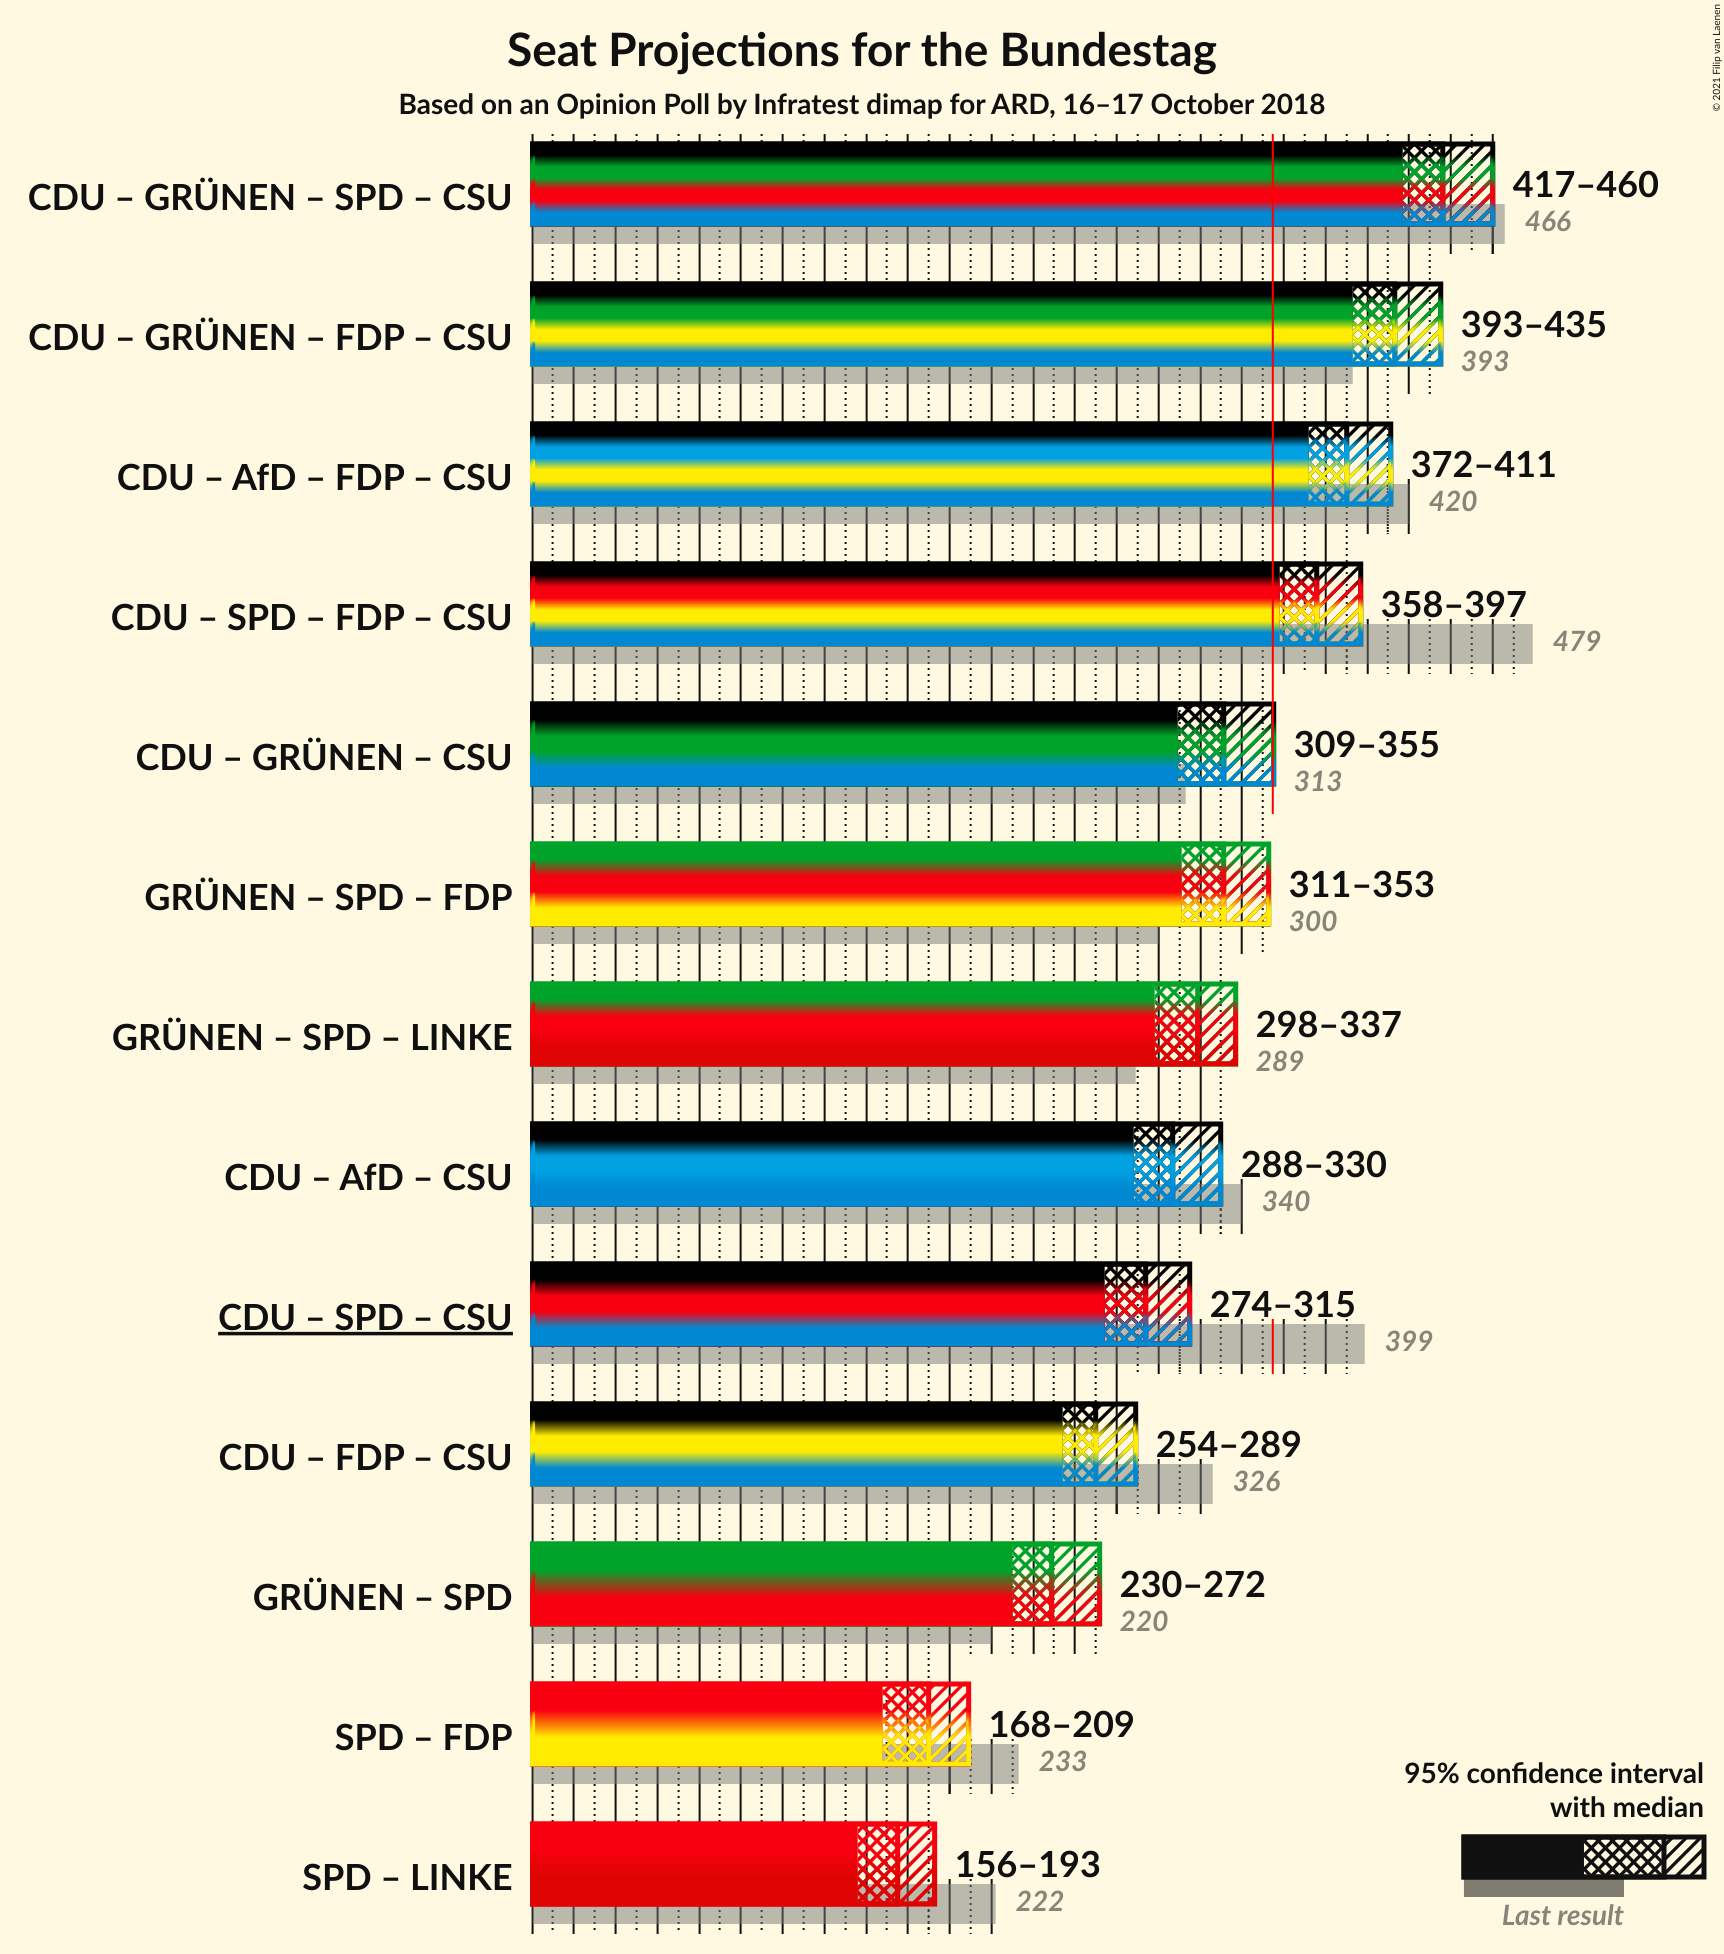 © 2021 Filip van Laenen
Seat Projections for the Bundestag
Based on an Opinion Poll by Infratest dimap for ARD, 16–17 October 2018
CDU – GRÜNEN – SPD – CSU
417–460
466
CDU – GRÜNEN – FDP – CSU
393–435
393
CDU – AfD – FDP – CSU
372–411
420
CDU – SPD – FDP – CSU
358–397
479
CDU – GRÜNEN – CSU
309–355
313
GRÜNEN – SPD – FDP
311–353
300
GRÜNEN – SPD – LINKE
298–337
289
CDU – AfD – CSU
288–330
340
CDU – SPD – CSU
274–315
399
CDU – FDP – CSU
254–289
326
GRÜNEN – SPD
230–272
220
SPD – FDP
168–209
233
SPD – LINKE
156–193
222
95% confidence interval
with median
Last result